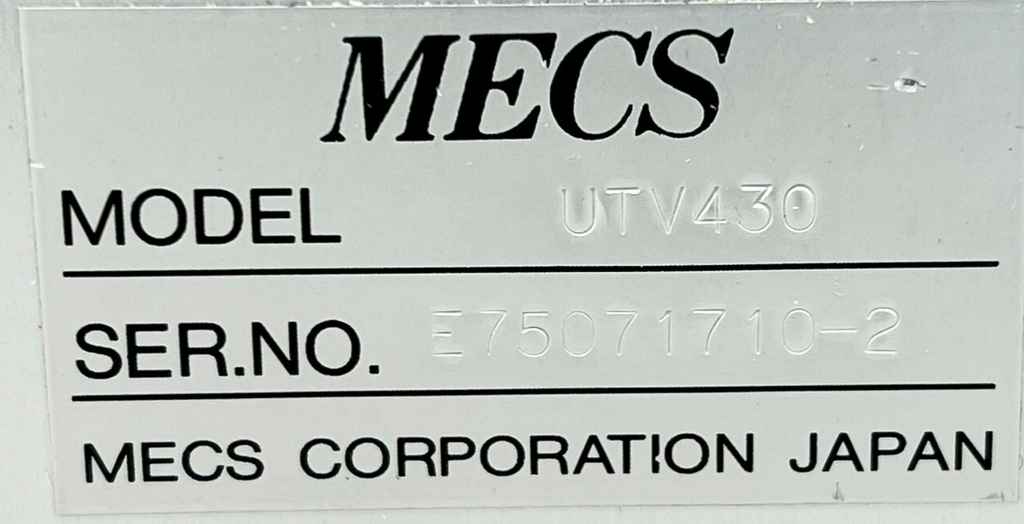 MECS
MODEL UTV430
SER.NO. E75071710-2
MECS CORPORATION JAPAN